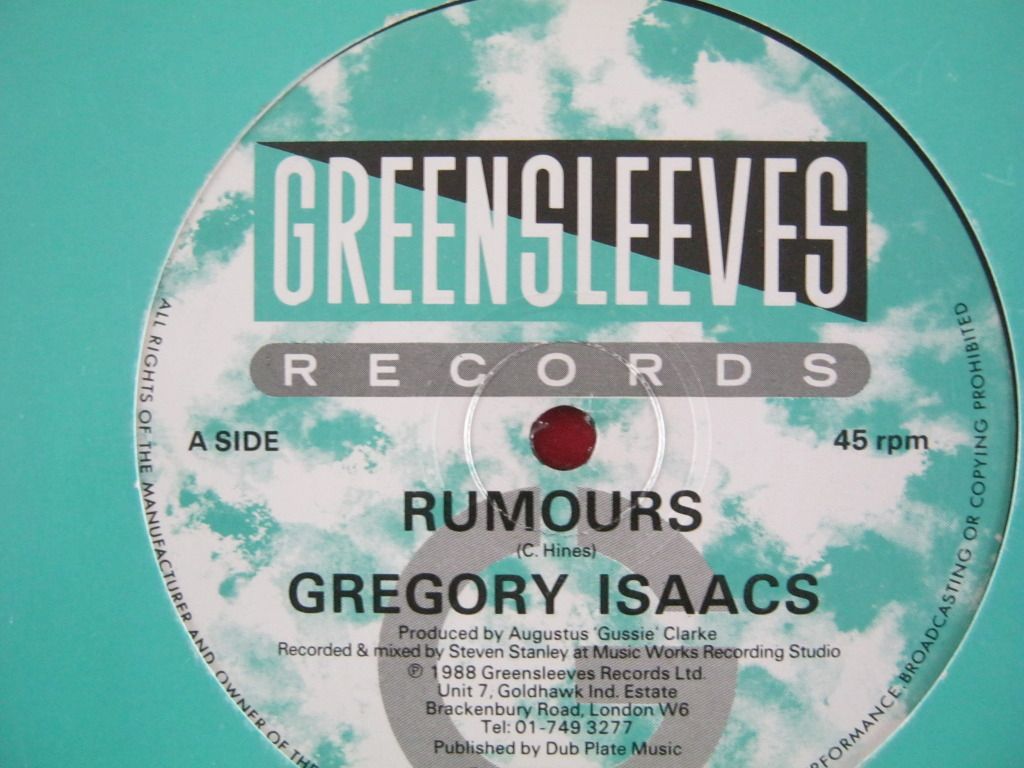 GREENSLEEVES
RECORDS
A SIDE
45 rpm
RUMOURS
(C. Hines)
GREGORY ISAACS
Produced by Augustus 'Gussie' Clarke
Recorded & mixed by Steven Stanley at Music Works Recording Studio
℗ 1988 Greensleeves Records Ltd.
Unit 7, Goldhawk Ind. Estate
Brackenbury Road, London W6
Tel: 01-749 3277
Published by Dub Plate Music
ALL RIGHTS OF THE MANUFACTURER AND OWNER OF THE
RFORMANCE, BROADCASTING OR COPYING PROHIBITED